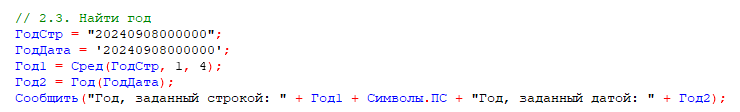 // 2.3. Найти год
ГодСтр = "20240908000000";
ГодДата = '20240908000000';
Год1 = Сред(ГодСтр, 1, 4);
Год2 = Год(ГодДата);
Сообщить("Год, заданный строкой: " + Год1 + Символы.ПС + "Год, заданный датой: " + Год2);